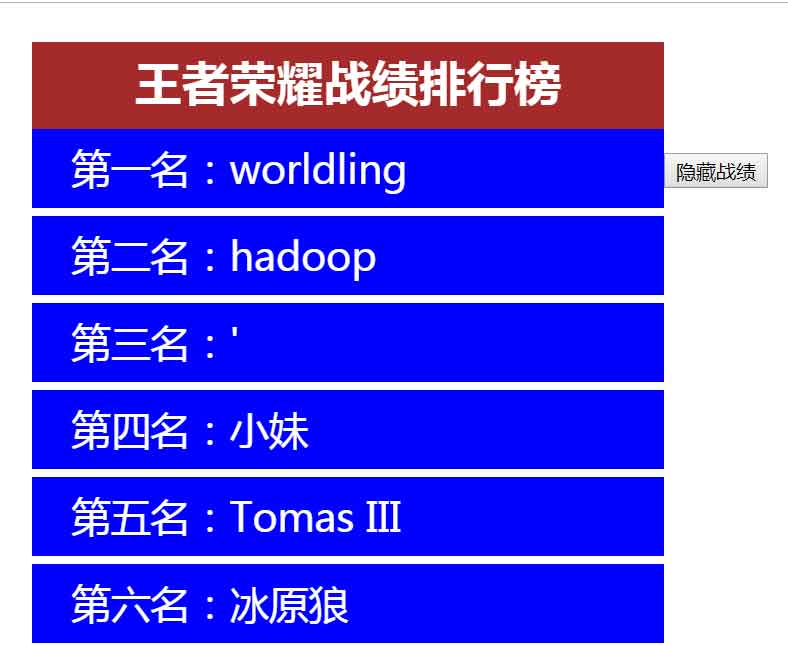 王者荣耀战绩排行榜
第一名：worldling
隐藏战绩
第二名：hadoop
第三名：'
第四名：小妹
第五名：Tomas III
第六名：冰原狼